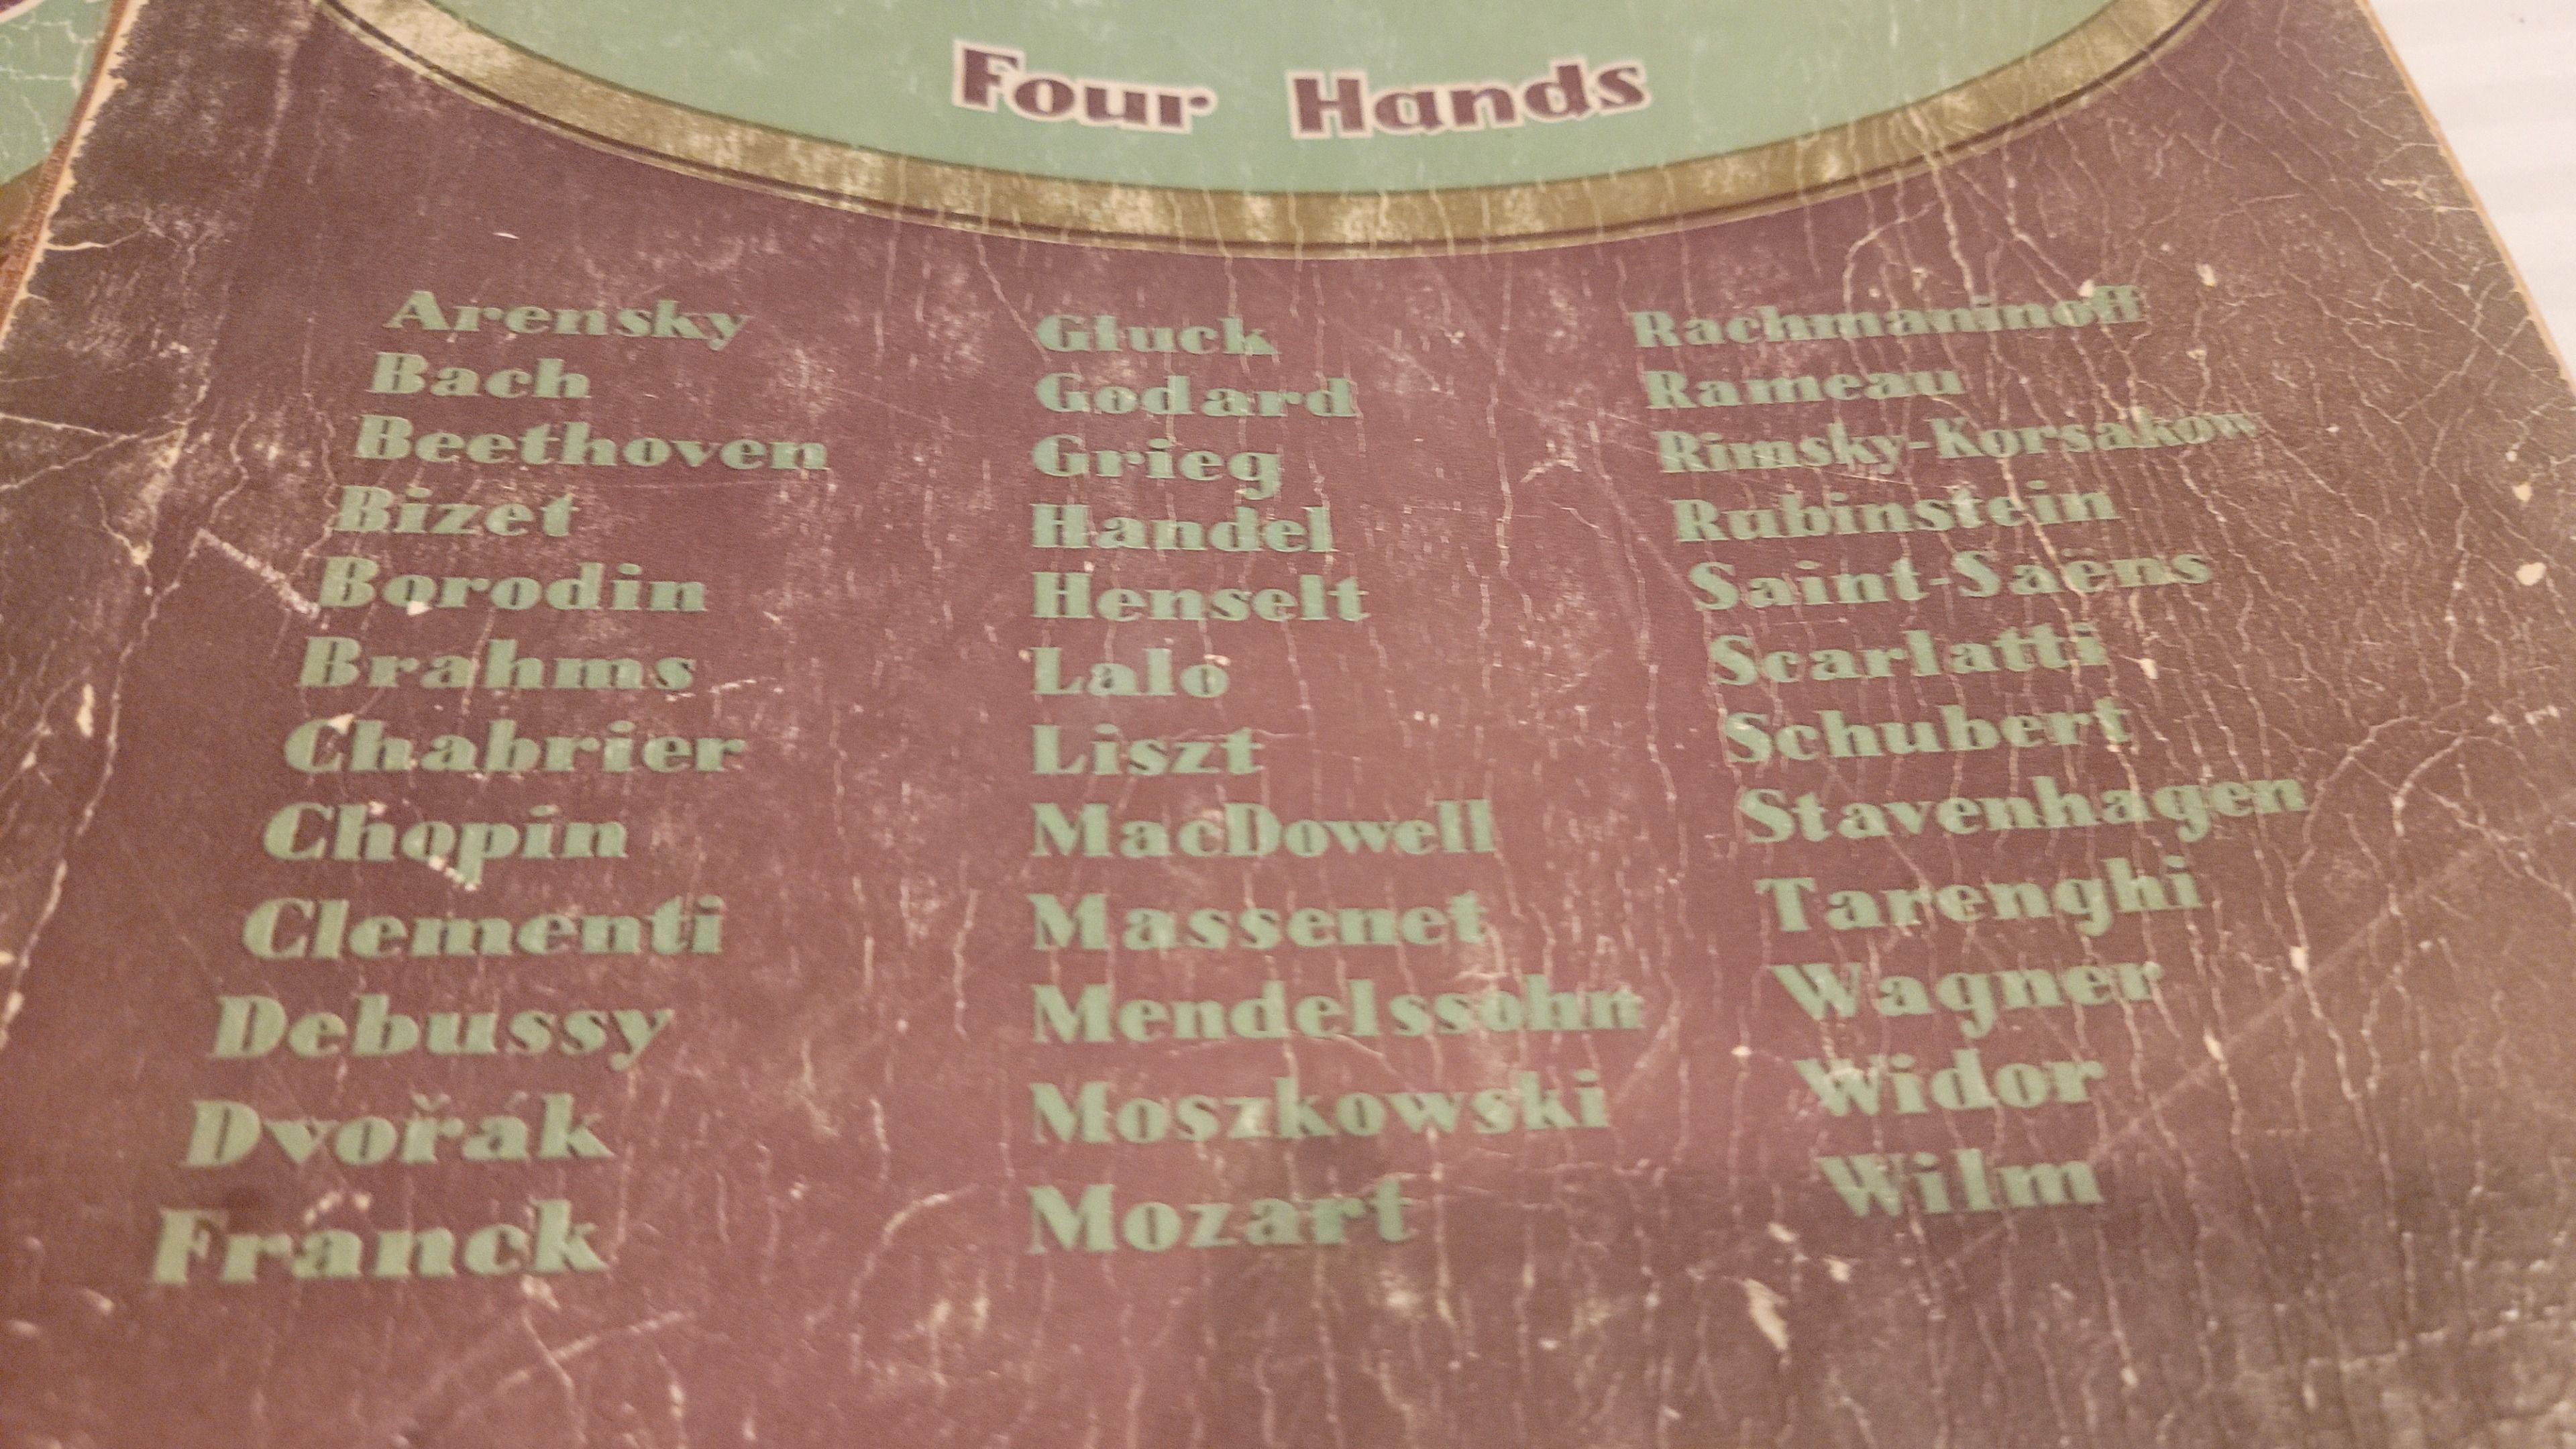 Four Hands
Arensky
Bach
Beethoven
Bizet
Borodin
Brahms
Chabrier
Chopin
Clementi
Debussy
Dvořák
Franck
Gluck
Godard
Grieg
Handel
Henselt
Lalo
Liszt
MacDowell
Massenet
Mendelssohn
Moszkowski
Mozart
Rachmaninoff
Rameau
Rimsky-Korsakow
Rubinstein
Saint-Saëns
Scarlatti
Schubert
Stavenhagen
Tarenghi
Wagner
Widor
Wilm